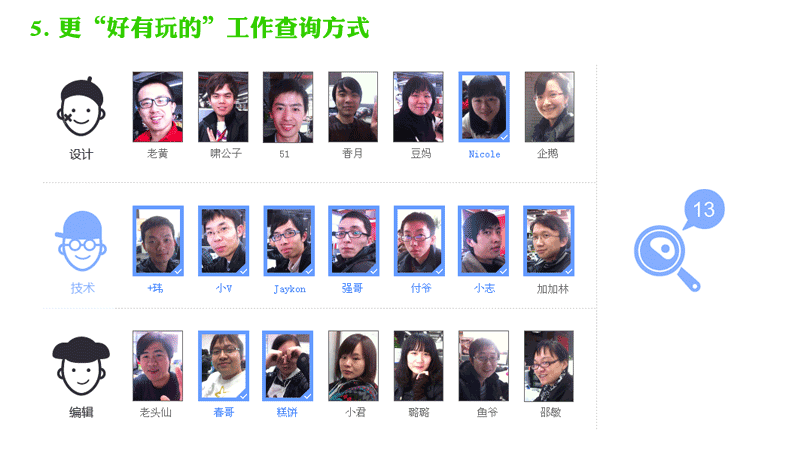 5. 更“好有玩的”工作查询方式
设计
老黄 啸公子 51 香月 豆妈 Nicole 企鹅
13
技术
+玮 小V Jaykon 强哥 付爷 小志 加加林
编辑
老头仙 春哥 糕饼 小君 璐璐 鱼爷 邵敏